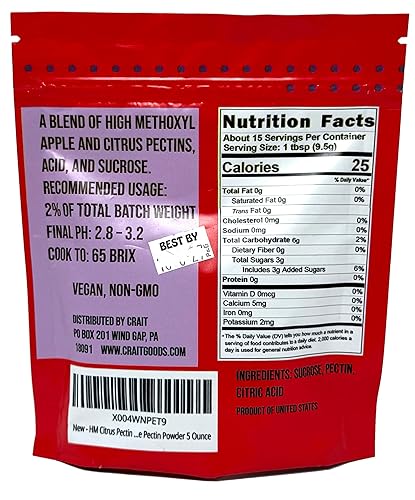 A BLEND OF HIGH METHOXYL
APPLE AND CITRUS PECTINS,
ACID, AND SUCROSE.
RECOMMENDED USAGE:
2% OF TOTAL BATCH WEIGHT
FINAL PH: 2.8 – 3.2
COOK TO: 65 BRIX
BEST BY
VEGAN, NON-GMO
DISTRIBUTED BY CRAIT
PO BOX 201 WIND GAP, PA
18091 WWW.CRAITGOODS.COM
X004WNPET9
New - HM Citrus Pectin ...e Pectin Powder 5 Ounce
Nutrition Facts
About 15 Servings Per Container
Serving Size: 1 tbsp (9.5g)
Calories 25
% Daily Value*
Total Fat 0g 0%
Saturated Fat 0g 0%
Trans Fat 0g
Cholesterol 0mg 0%
Sodium 0mg 0%
Total Carbohydrate 6g 2%
Dietary Fiber 0g 0%
Total Sugars 3g
Includes 3g Added Sugars 6%
Protein 0g 0%
Vitamin D 0mcg 0%
Calcium 5mg 0%
Iron 0mg 0%
Potassium 2mg 0%
* The % Daily Value (DV) tells you how much a nutrient in a
serving of food contributes to a daily diet. 2,000 calories a
day is used for general nutrition advice.
INGREDIENTS: SUCROSE, PECTIN,
CITRIC ACID
PRODUCT OF UNITED STATES